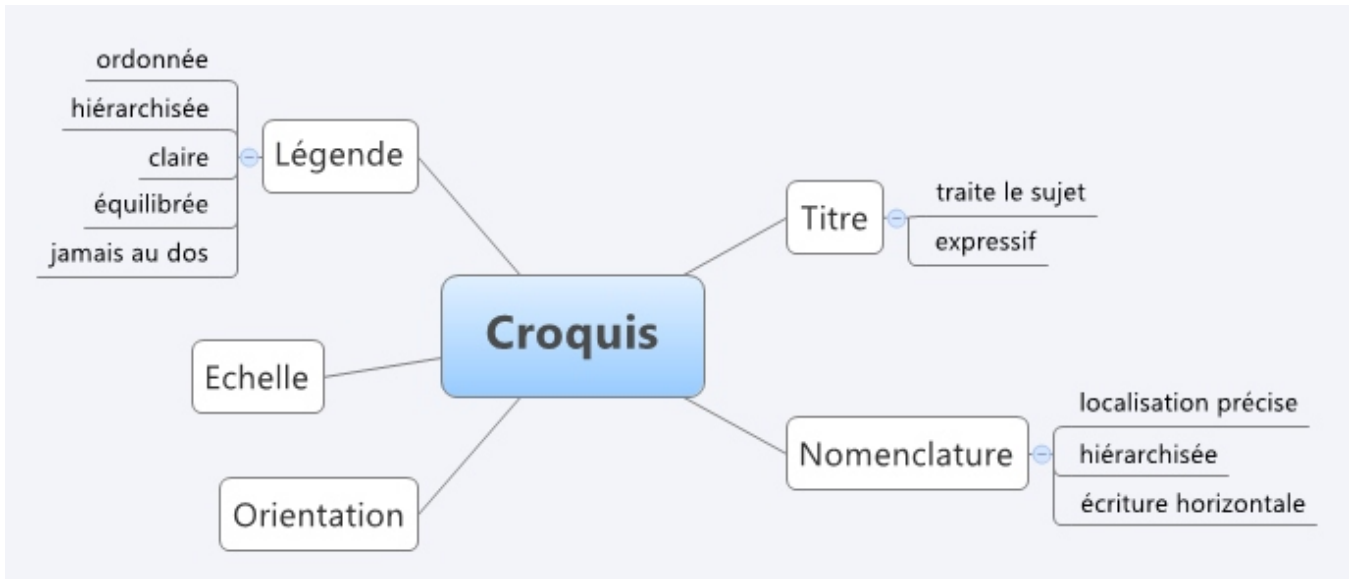 ordonnée
hiérarchisée
claire
équilibrée
jamais au dos
Légende
Titre
traite le sujet
expressif
Croquis
Echelle
Orientation
Nomenclature
localisation précise
hiérarchisée
écriture horizontale